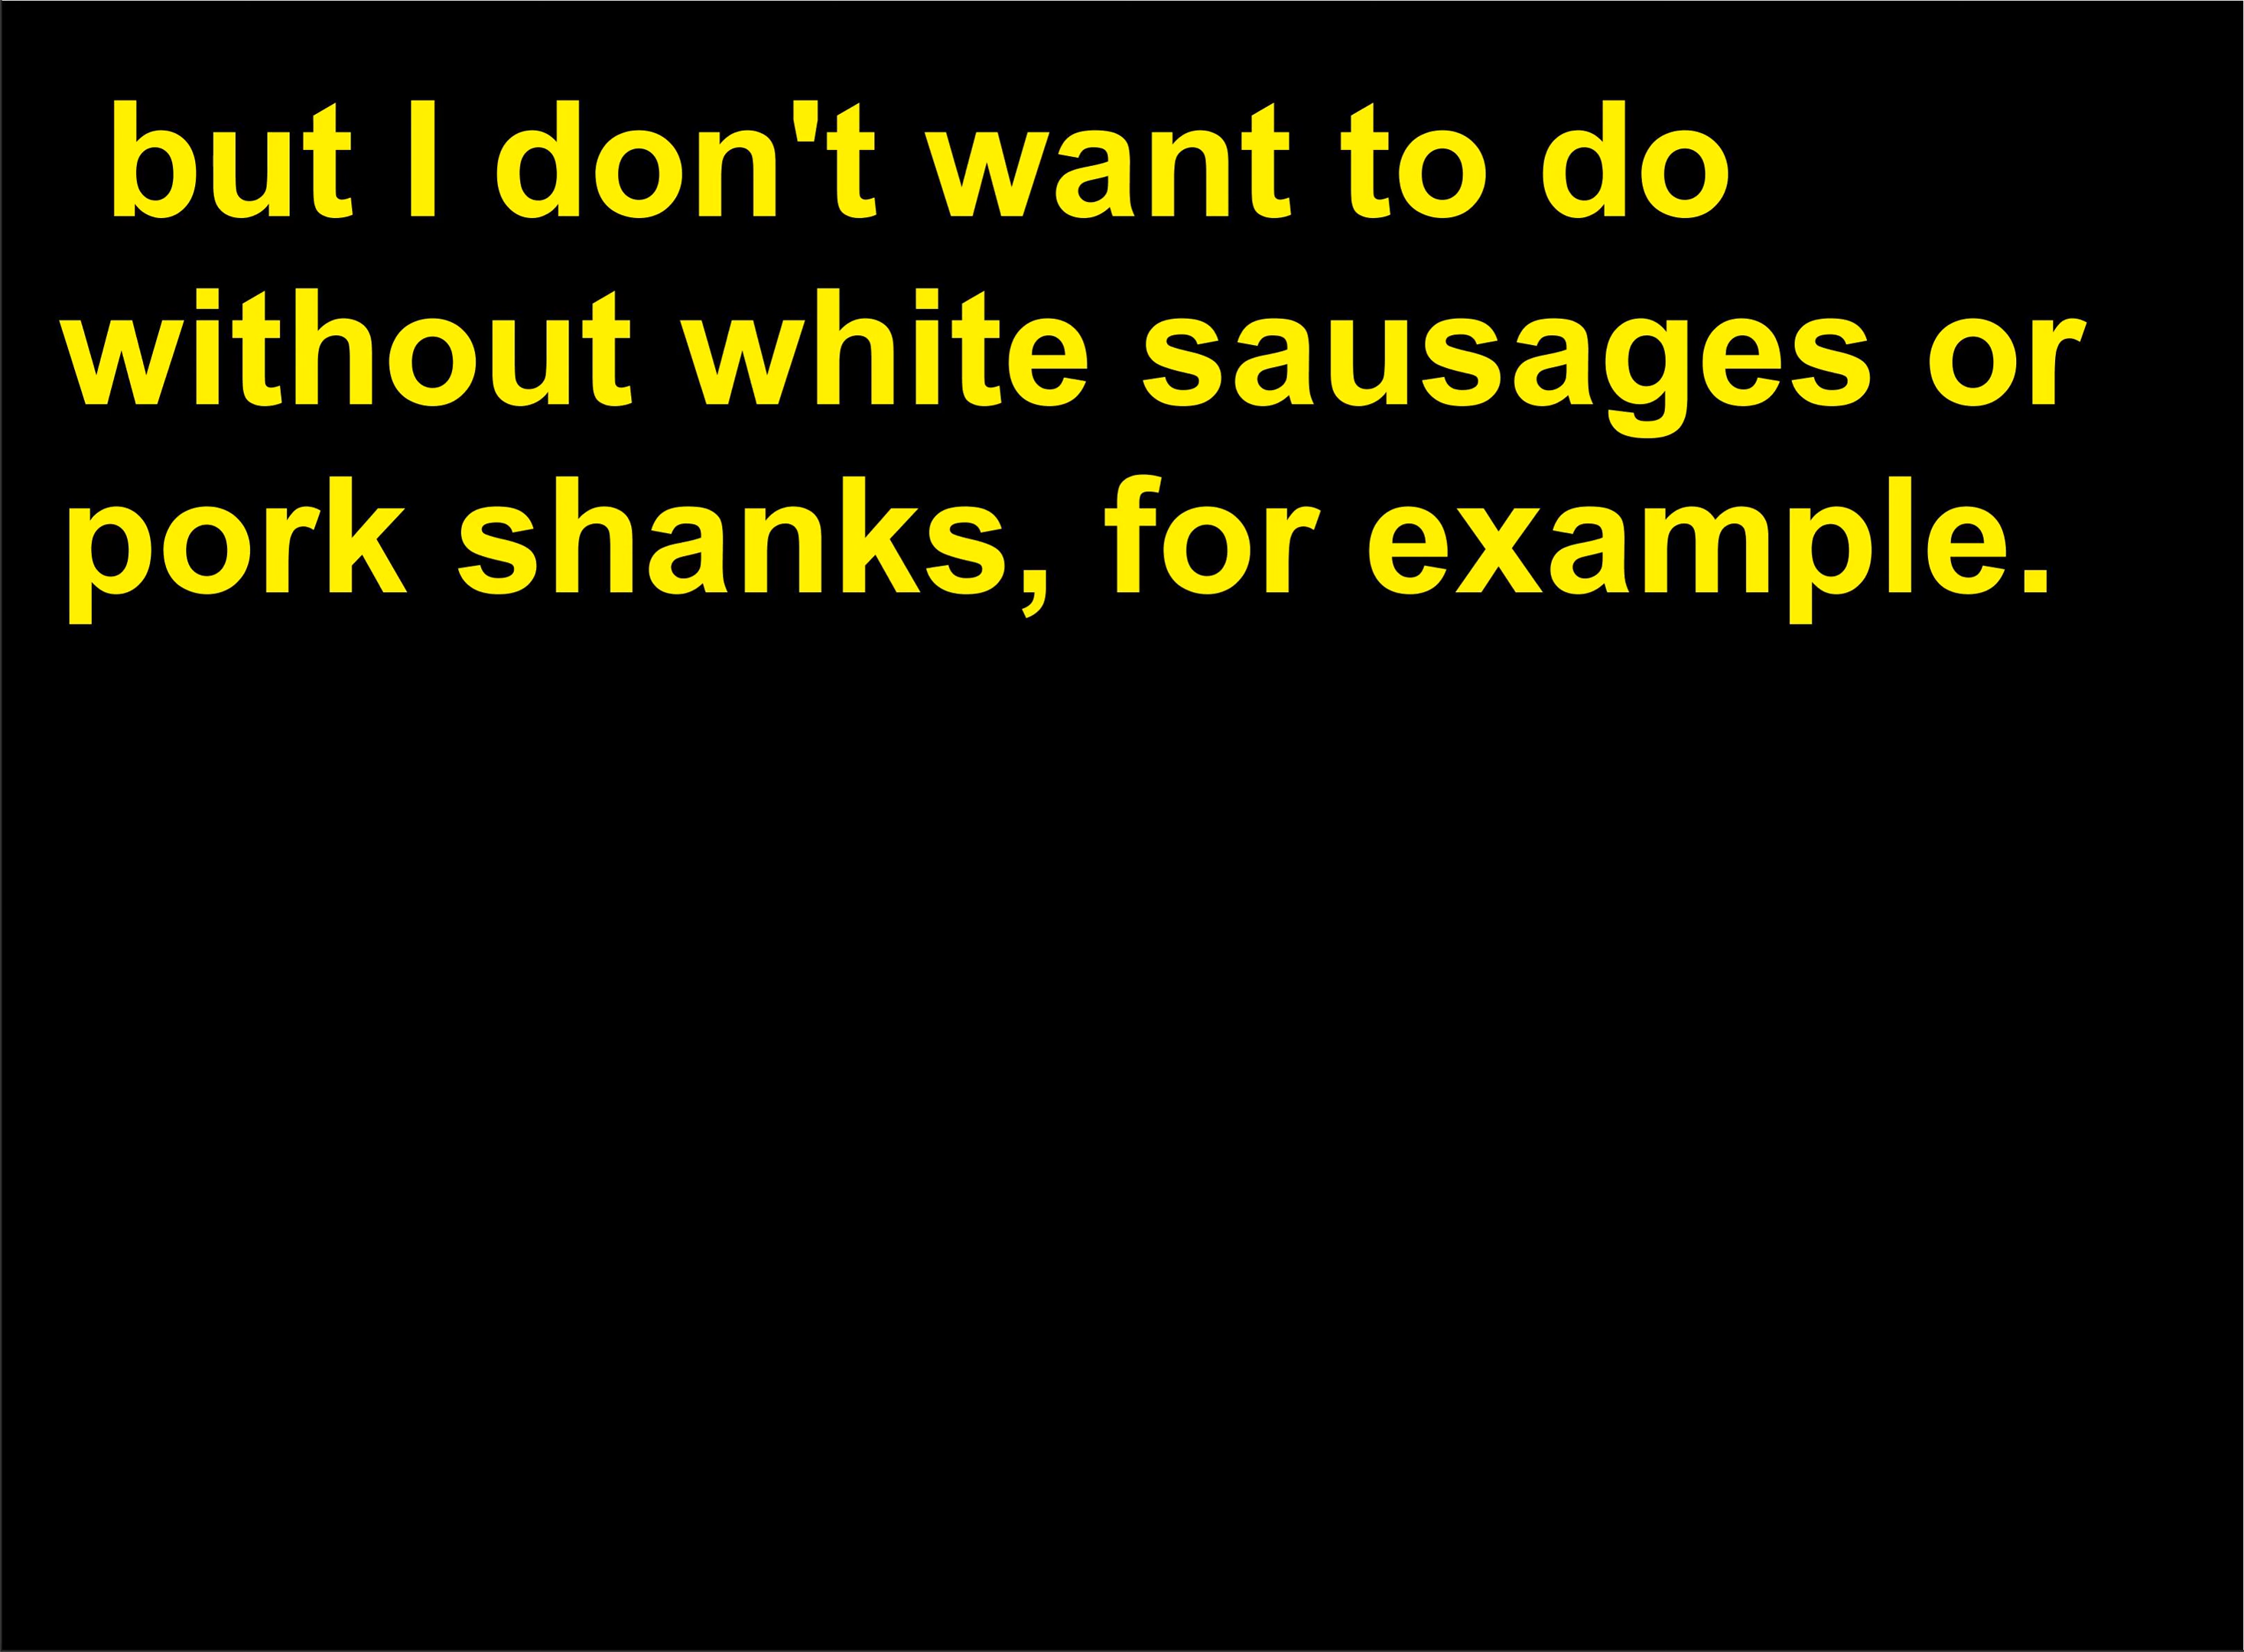 but I don't want to do
without white sausages or
pork shanks, for example.